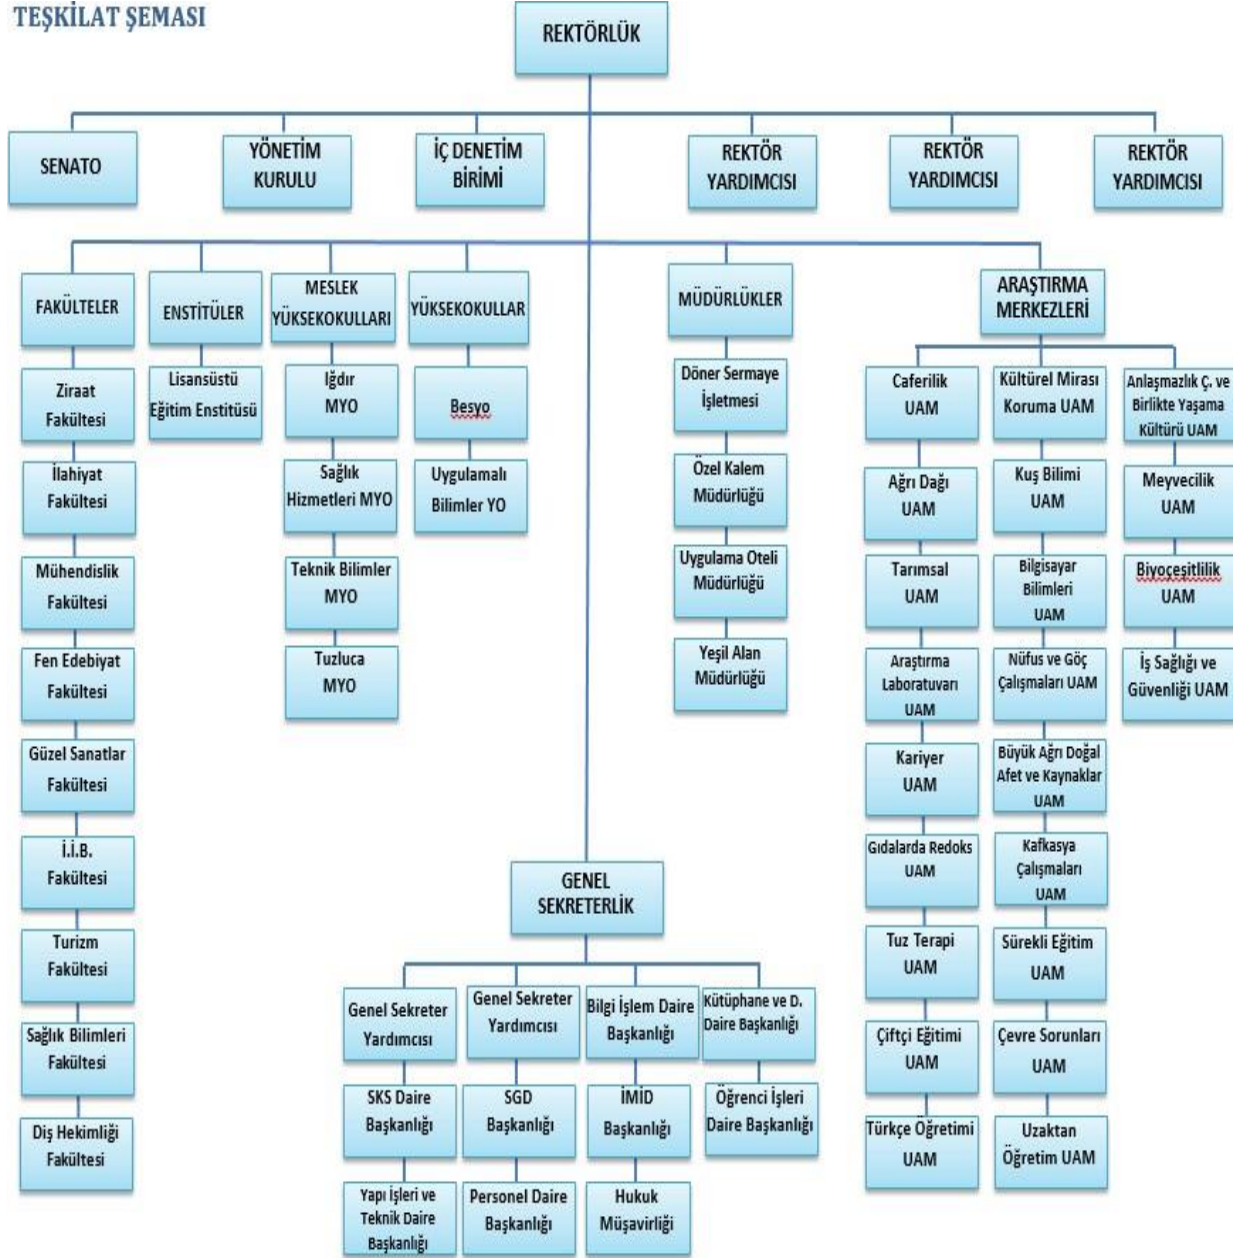 TEŞKİLAT ŞEMASI
REKTÖRLÜK
SENATO
YÖNETİM
KURULU
İÇ DENETİM
BİRİMİ
REKTÖR
YARDIMCISI
REKTÖR
YARDIMCISI
REKTÖR
YARDIMCISI
FAKÜLTELER
Ziraat
Fakültesi
İlahiyat
Fakültesi
Mühendislik
Fakültesi
Fen Edebiyat
Fakültesi
Güzel Sanatlar
Fakültesi
İ.İ.B.
Fakültesi
Turizm
Fakültesi
Sağlık Bilimleri
Fakültesi
Diş Hekimliği
Fakültesi
ENSTİTÜLER
Lisansüstü
Eğitim Enstitüsü
MESLEK
YÜKSEKOKULLARI
Iğdır
MYO
Sağlık
Hizmetleri MYO
Teknik Bilimler
MYO
Tuzluca
MYO
YÜKSEKOKULLAR
Besyo
Uygulamalı
Bilimler YO
MÜDÜRLÜKLER
Döner Sermaye
İşletmesi
Özel Kalem
Müdürlüğü
Uygulama Oteli
Müdürlüğü
Yeşil Alan
Müdürlüğü
ARAŞTIRMA
MERKEZLERİ
Caferilik
UAM
Ağrı Dağı
UAM
Tarımsal
UAM
Araştırma
Laboratuvarı
UAM
Kariyer
UAM
Gıdalarda Redoks
UAM
Tuz Terapi
UAM
Çiftçi Eğitimi
UAM
Türkçe Öğretimi
UAM
Kültürel Mirası
Koruma UAM
Kuş Bilimi
UAM
Bilgisayar
Bilimleri
UAM
Nüfus ve Göç
Çalışmaları UAM
Büyük Ağrı Doğal
Afet ve Kaynaklar
UAM
Kafkasya
Çalışmaları
UAM
Sürekli Eğitim
UAM
Çevre Sorunları
UAM
Uzaktan
Öğretim UAM
Anlaşmazlık Ç. ve
Birlikte Yaşama
Kültürü UAM
Meyvecilik
UAM
Biyoçeşitlilik
UAM
İş Sağlığı ve
Güvenliği UAM
GENEL
SEKRETERLİK
Genel Sekreter
Yardımcısı
SKS Daire
Başkanlığı
Yapı İşleri ve
Teknik Daire
Başkanlığı
Genel Sekreter
Yardımcısı
SGD
Başkanlığı
Personel Daire
Başkanlığı
Bilgi İşlem Daire
Başkanlığı
İMİD
Başkanlığı
Hukuk
Müşavirliği
Kütüphane ve D.
Daire Başkanlığı
Öğrenci İşleri
Daire Başkanlığı